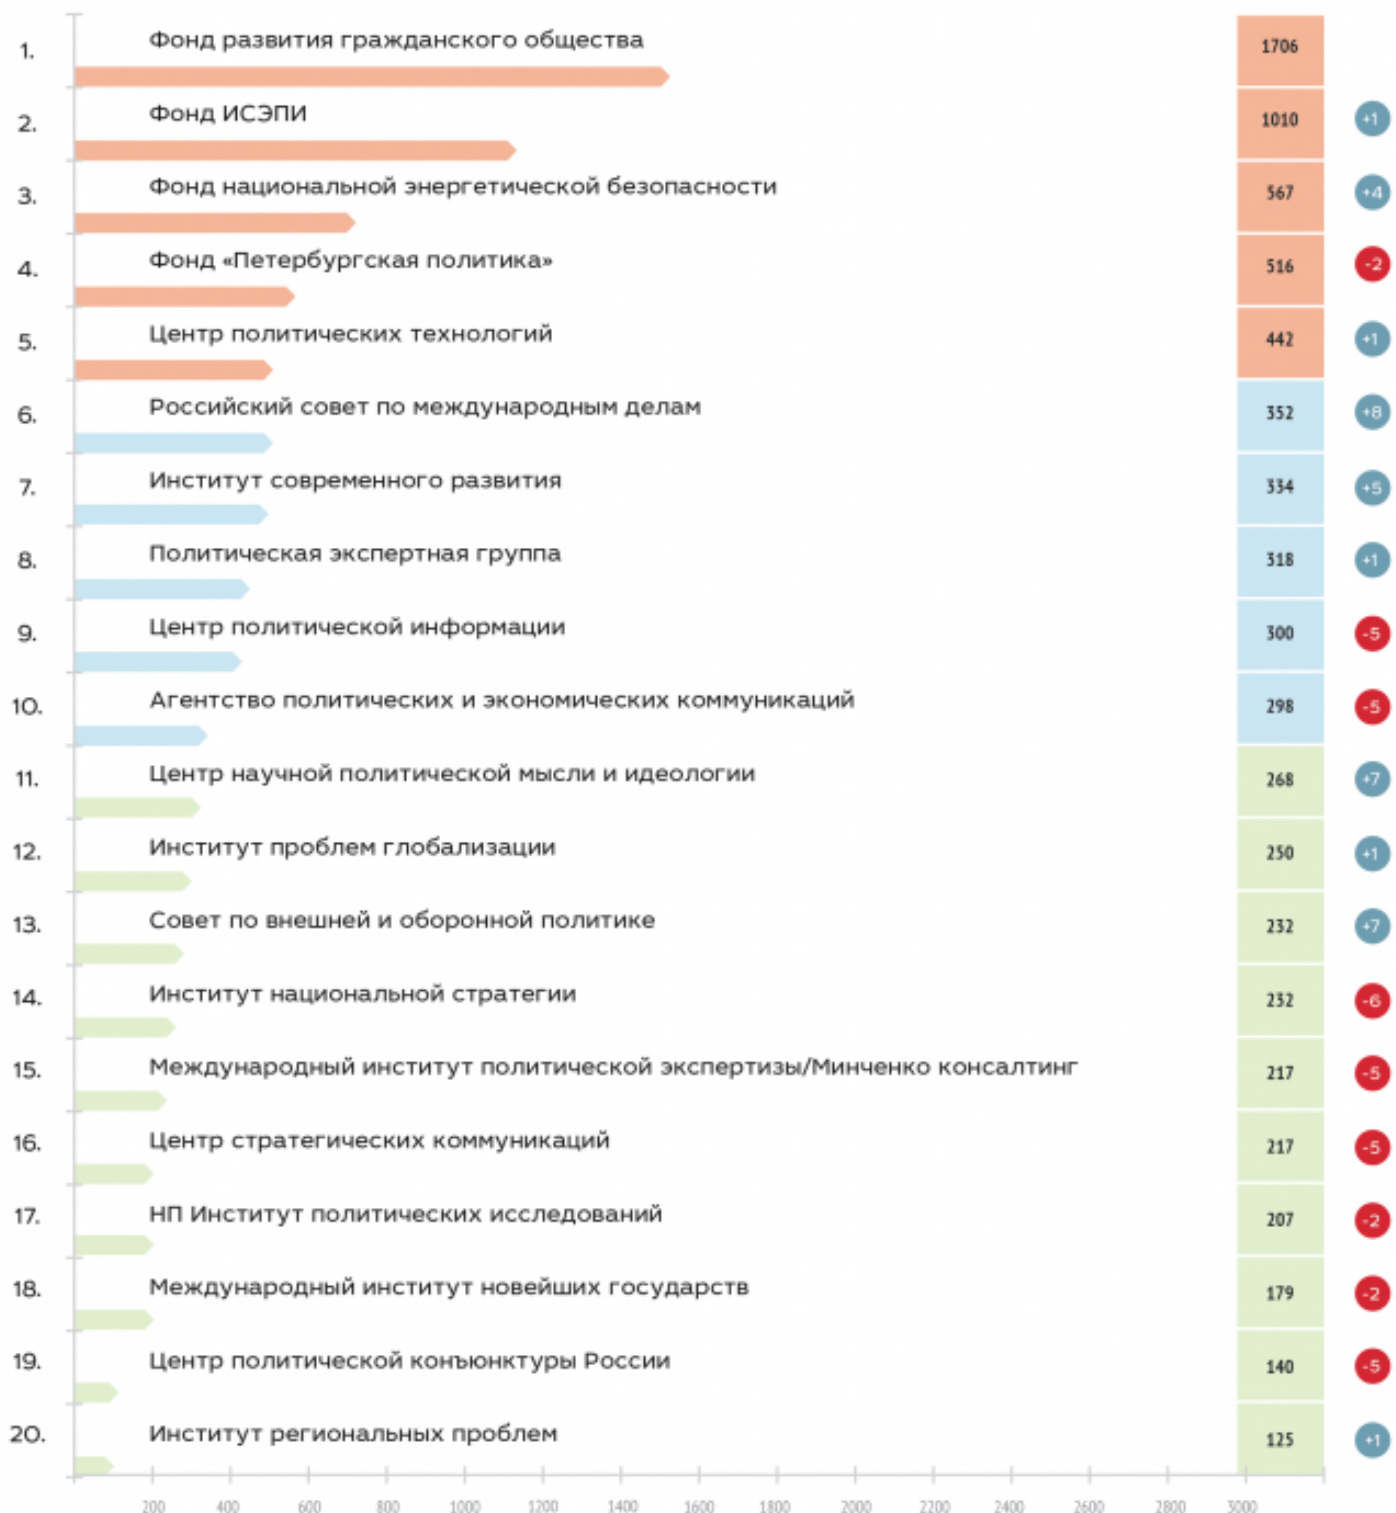 1. Фонд развития гражданского общества 1706
2. Фонд ИСЭПИ 1010 +1
3. Фонд национальной энергетической безопасности 567 +4
4. Фонд «Петербургская политика» 516 -2
5. Центр политических технологий 442 +1
6. Российский совет по международным делам 352 +8
7. Институт современного развития 334 +5
8. Политическая экспертная группа 318 +1
9. Центр политической информации 300 -5
10. Агентство политических и экономических коммуникаций 298 -5
11. Центр научной политической мысли и идеологии 268 +7
12. Институт проблем глобализации 250 +1
13. Совет по внешней и оборонной политике 232 +7
14. Институт национальной стратегии 232 -6
15. Международный институт политической экспертизы/Минченко консалтинг 217 -5
16. Центр стратегических коммуникаций 217 -5
17. НП Институт политических исследований 207 -2
18. Международный институт новейших государств 179 -2
19. Центр политической конъюнктуры России 140 -5
20. Институт региональных проблем 125 +1
200 400 600 800 1000 1200 1400 1600 1800 2000 2200 2400 2600 2800 3000